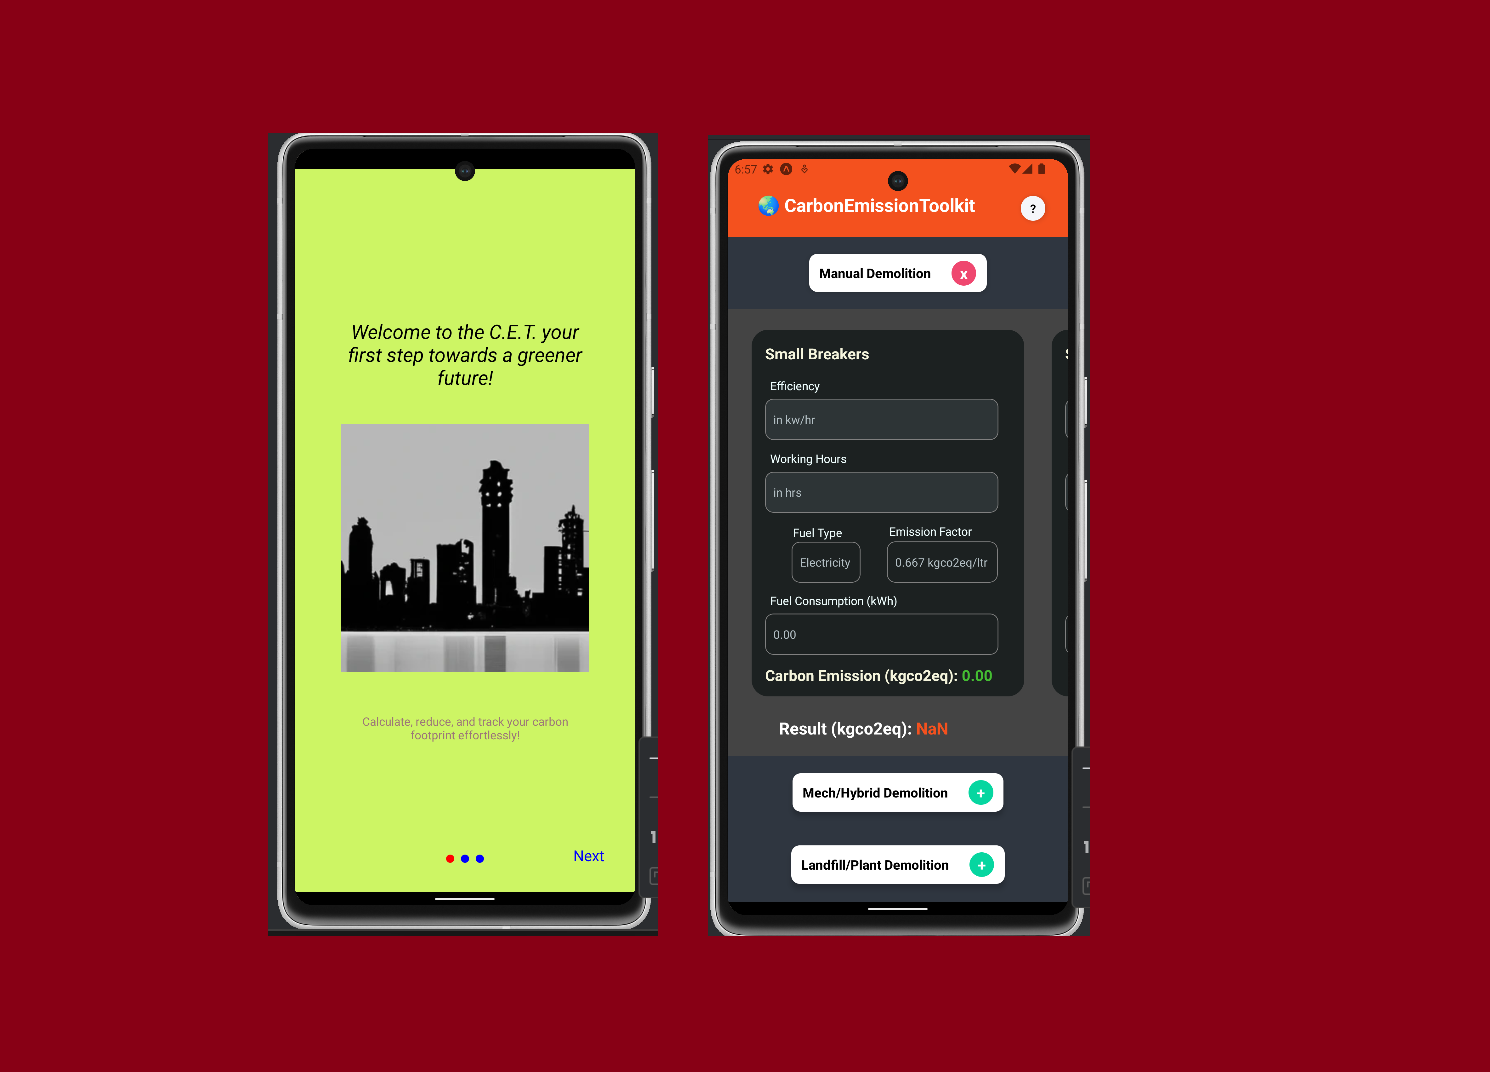 Welcome to the C.E.T. your
first step towards a greener
future!
Calculate, reduce, and track your carbon
footprint effortlessly!
Next
6:57
CarbonEmissionToolkit
?
Manual Demolition
x
Small Breakers
Efficiency
in kw/hr
Working Hours
in hrs
Fuel Type
Emission Factor
Electricity
0.667 kgco2eq/ltr
Fuel Consumption (kWh)
0.00
Carbon Emission (kgco2eq): 0.00
Result (kgco2eq): NaN
Mech/Hybrid Demolition
+
Landfill/Plant Demolition
+